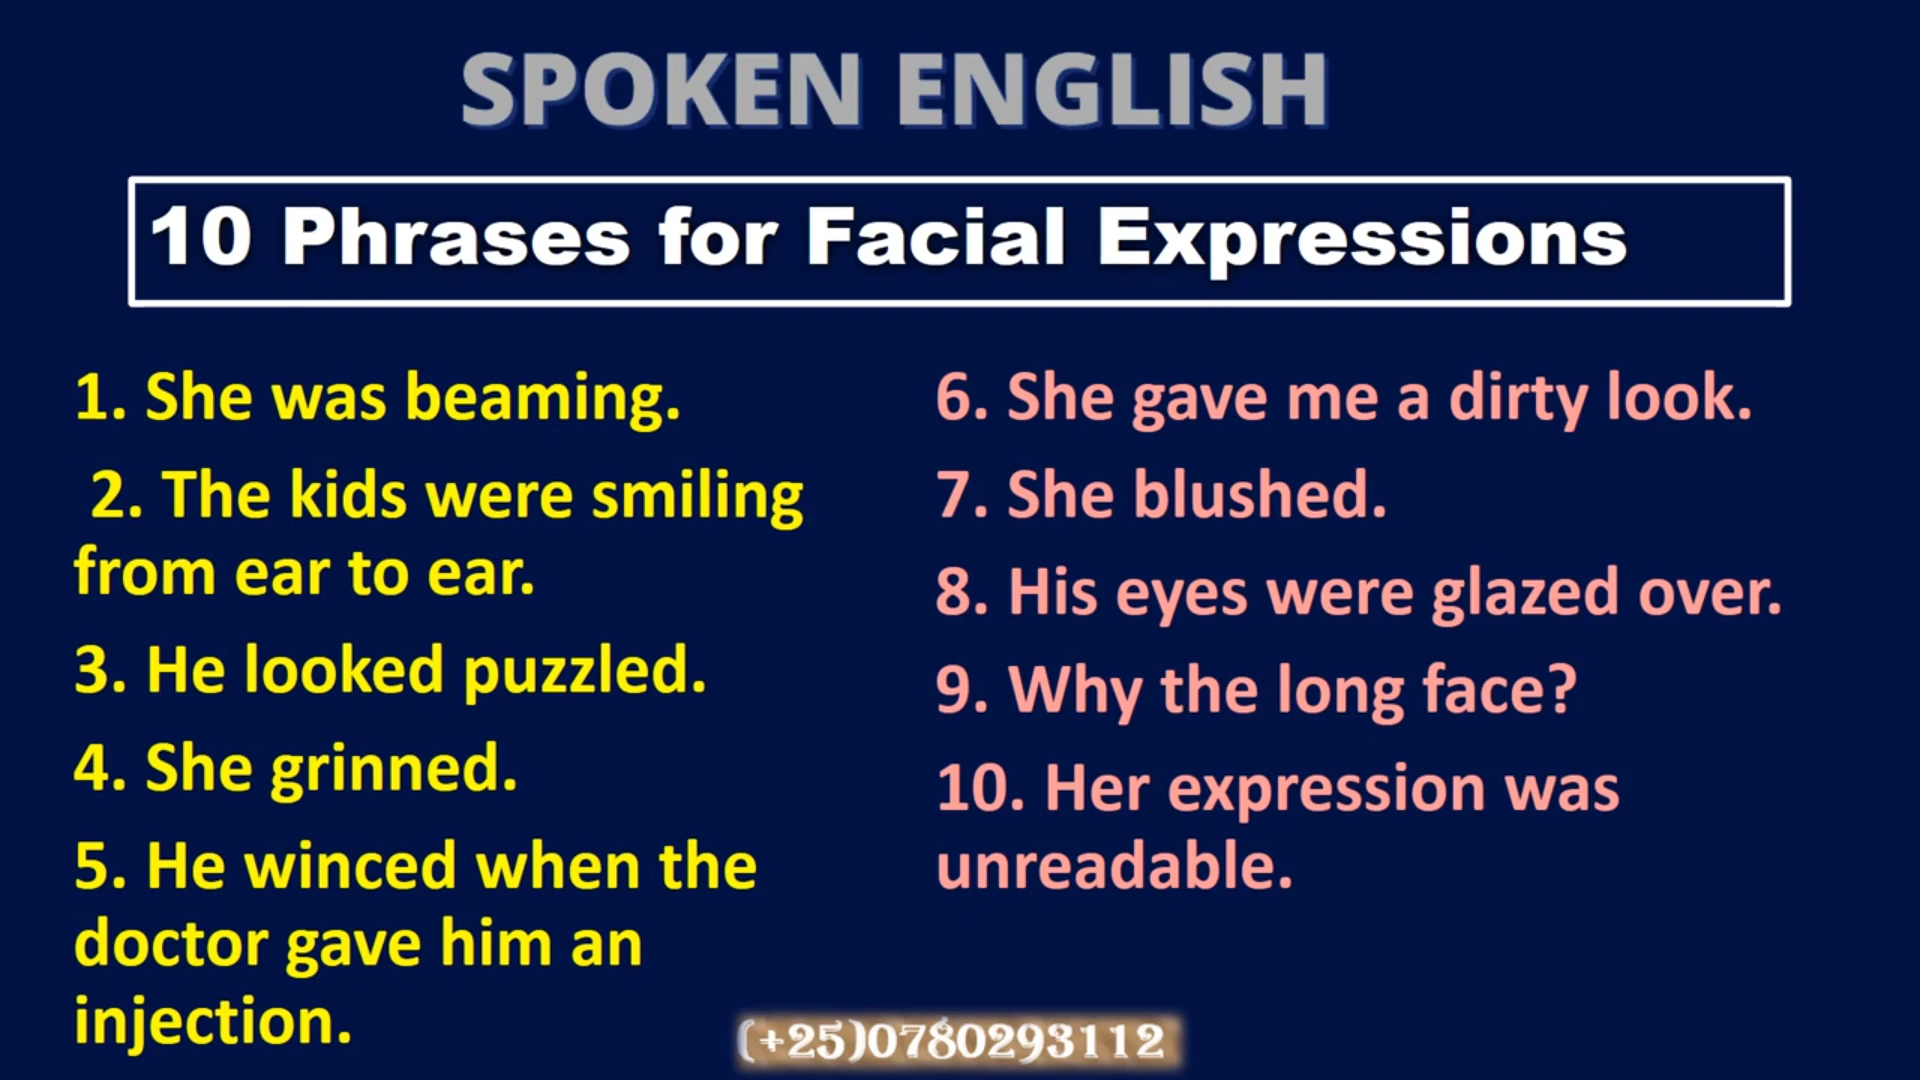 SPOKEN ENGLISH
10 Phrases for Facial Expressions
1. She was beaming.
2. The kids were smiling
from ear to ear.
3. He looked puzzled.
4. She grinned.
5. He winced when the
doctor gave him an
injection.
6. She gave me a dirty look.
7. She blushed.
8. His eyes were glazed over.
9. Why the long face?
10. Her expression was
unreadable.
(+25)0780293112